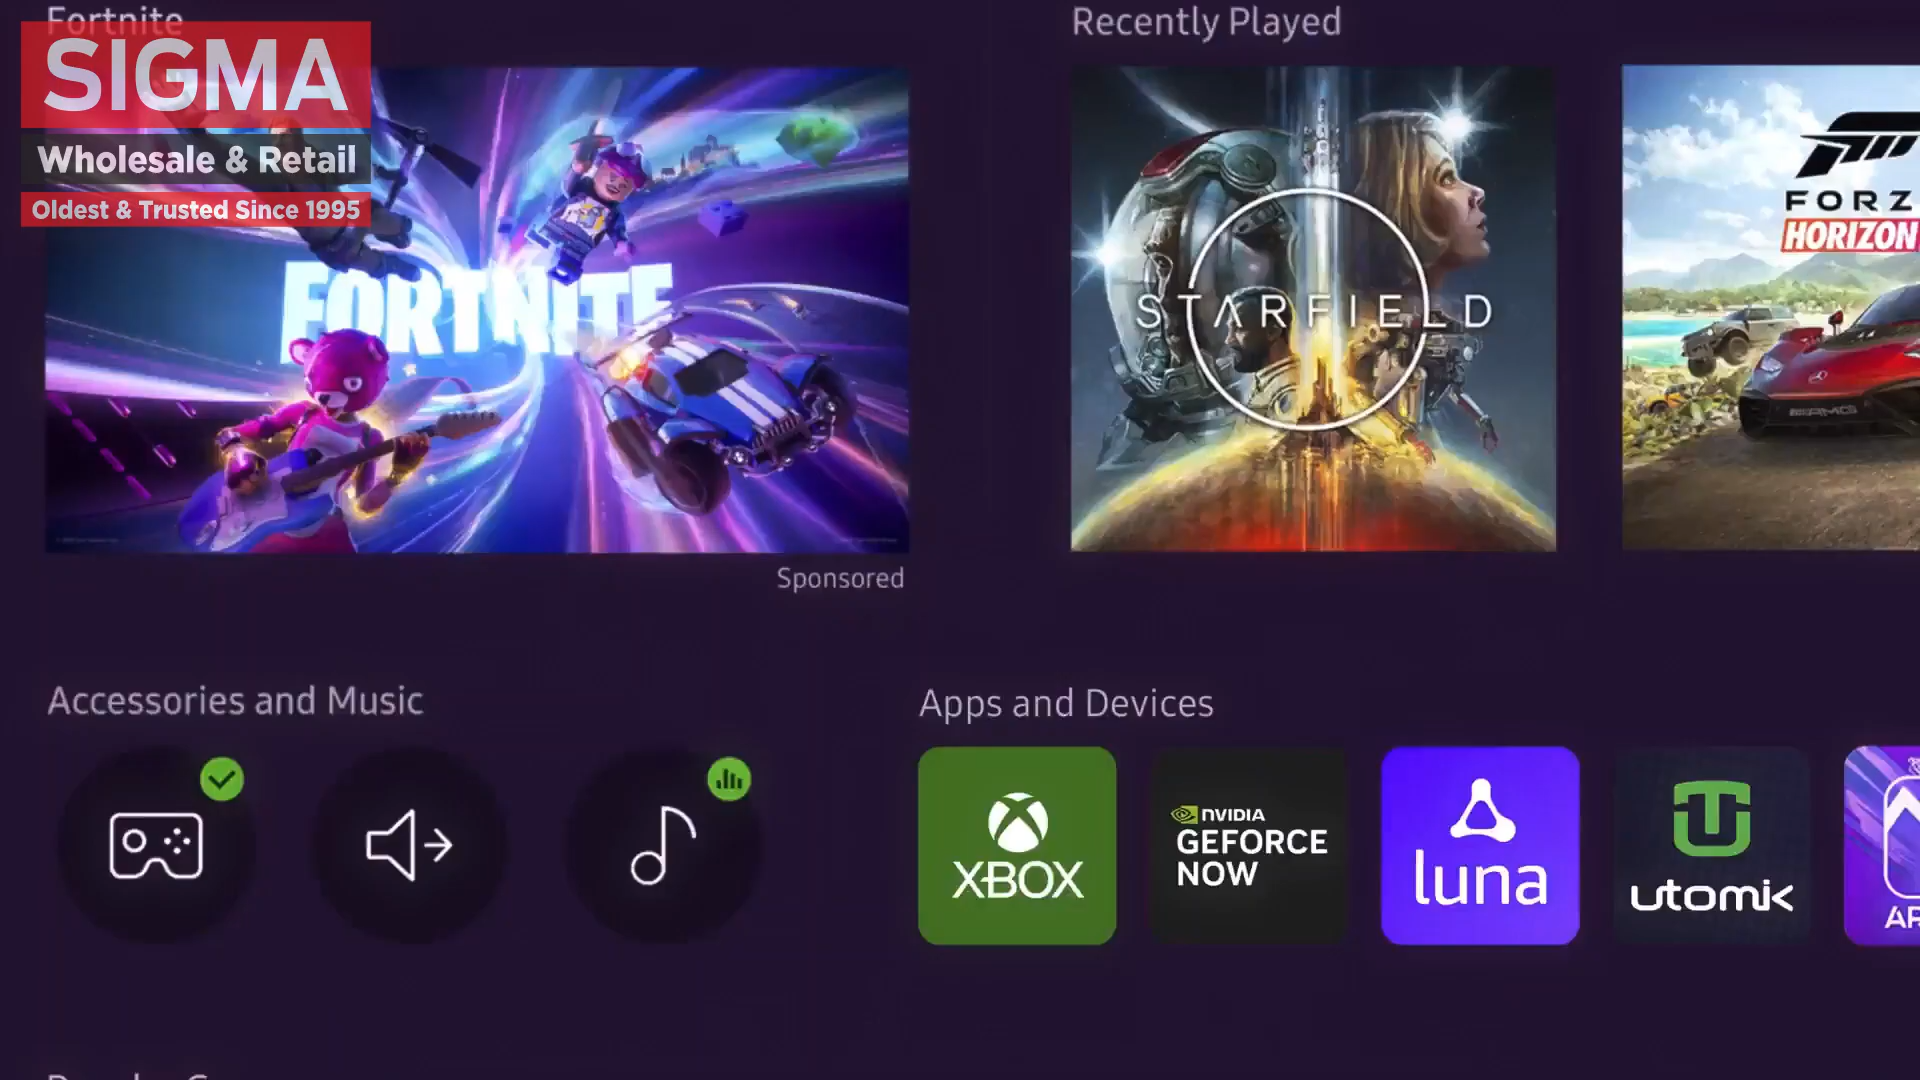 Fortnite
SIGMA
Wholesale & Retail
Oldest & Trusted Since 1995
FORTNITE
Sponsored
Recently Played
STARFIELD
FORZ
HORIZON
Accessories and Music
Apps and Devices
XBOX
NVIDIA
GEFORCE
NOW
luna
utomik